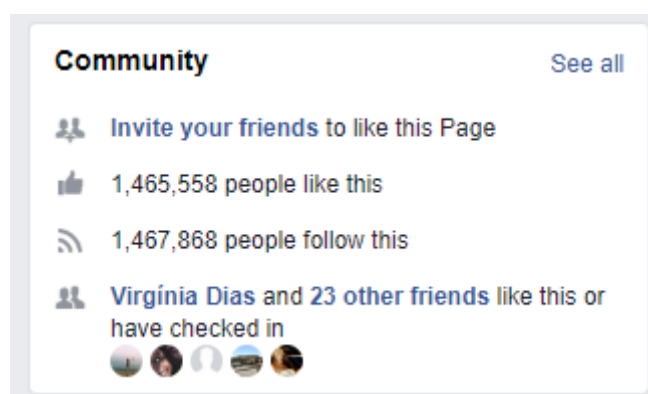 Community
See all
Invite your friends to like this Page
1,465,558 people like this
1,467,868 people follow this
Virgínia Dias and 23 other friends like this or
have checked in